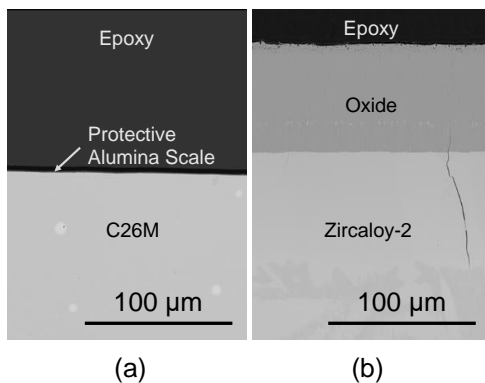 Epoxy
Protective
Alumina Scale
C26M
100 µm
(a)
Epoxy
Oxide
Zircaloy-2
100 µm
(b)